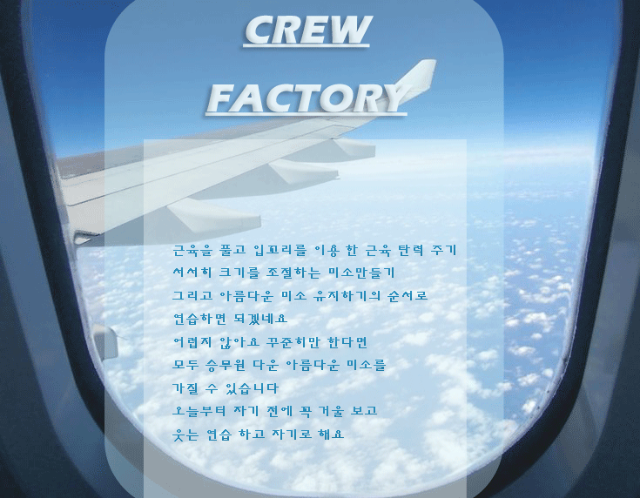 CREW
FACTORY
근육을 풀고 입꼬리를 이용 한 근육 탄력 주기
서서히 크기를 조절하는 미소만들기
그리고 아름다운 미소 유지하기의 순서로
연습하면 되겠네요
어렵지 않아요 꾸준히만 한다면
모두 승무원 다운 아름다운 미소를
가질 수 있습니다
오늘부터 자기 전에 꼭 거울 보고
웃는 연습 하고 자기로 해요